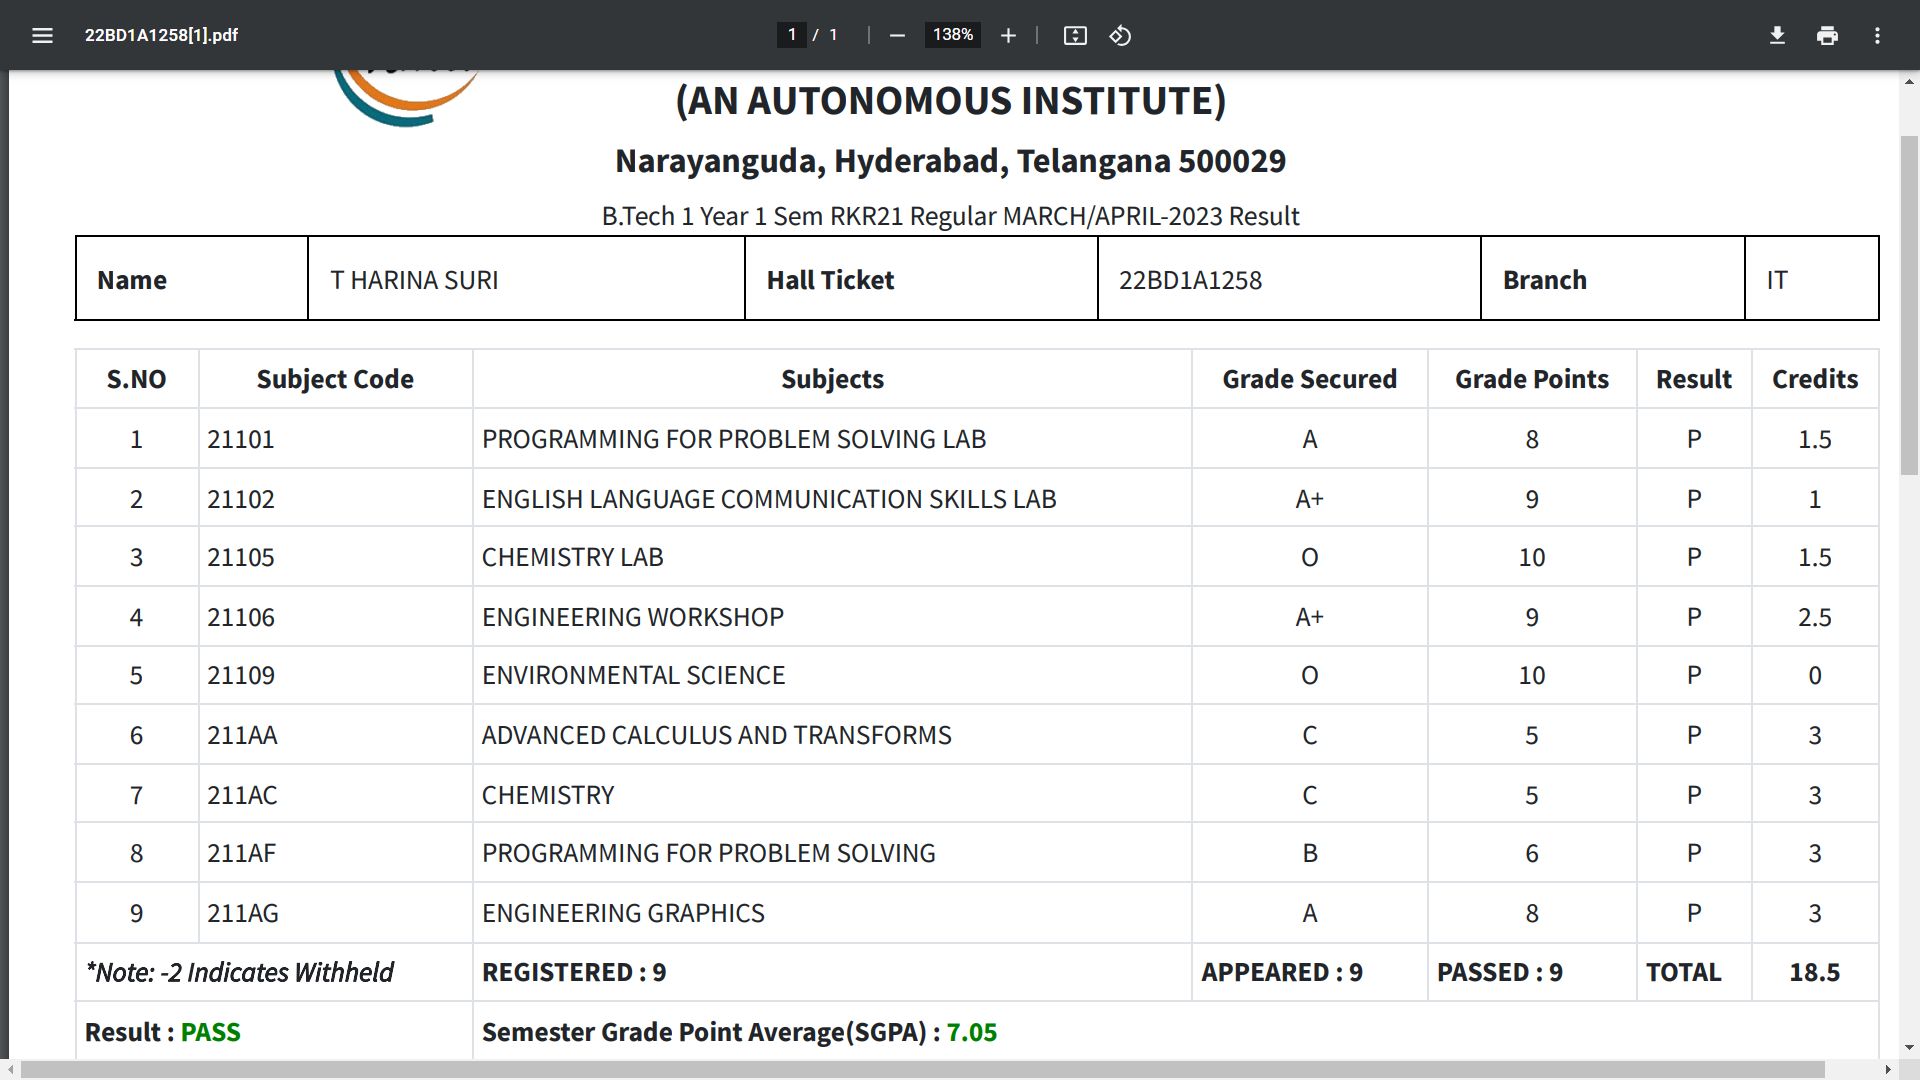 22BD1A1258[1].pdf
1 / 1
138%
(AN AUTONOMOUS INSTITUTE)
Narayanguda, Hyderabad, Telangana 500029
B.Tech 1 Year 1 Sem RKR21 Regular MARCH/APRIL-2023 Result
Name T HARINA SURI Hall Ticket 22BD1A1258 Branch IT
S.NO Subject Code Subjects Grade Secured Grade Points Result Credits
1 21101 PROGRAMMING FOR PROBLEM SOLVING LAB A 8 P 1.5
2 21102 ENGLISH LANGUAGE COMMUNICATION SKILLS LAB A+ 9 P 1
3 21105 CHEMISTRY LAB O 10 P 1.5
4 21106 ENGINEERING WORKSHOP A+ 9 P 2.5
5 21109 ENVIRONMENTAL SCIENCE O 10 P 0
6 211AA ADVANCED CALCULUS AND TRANSFORMS C 5 P 3
7 211AC CHEMISTRY C 5 P 3
8 211AF PROGRAMMING FOR PROBLEM SOLVING B 6 P 3
9 211AG ENGINEERING GRAPHICS A 8 P 3
*Note: -2 Indicates Withheld REGISTERED : 9 APPEARED : 9 PASSED : 9 TOTAL 18.5
Result : PASS Semester Grade Point Average(SGPA) : 7.05